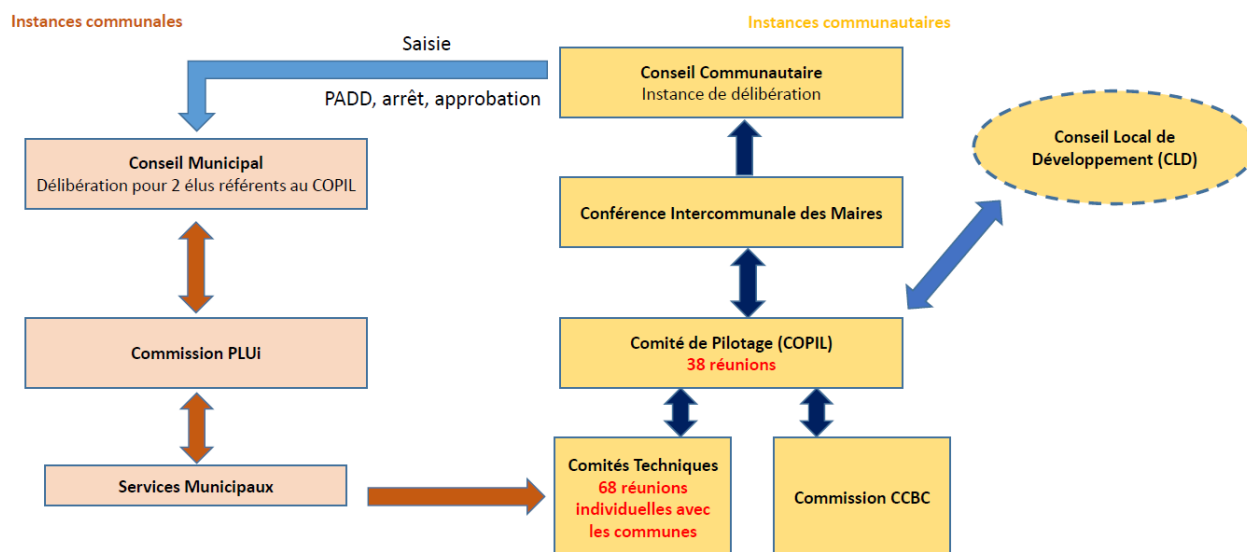 Instances communales
Instances communautaires
Saisie
PADD, arrêt, approbation
Conseil Communautaire
Instance de délibération
Conseil Local de
Développement (CLD)
Conseil Municipal
Délibération pour 2 élus référents au COPIL
Conférence Intercommunale des Maires
Commission PLUi
Comité de Pilotage (COPIL)
38 réunions
Services Municipaux
Comités Techniques
68 réunions
individuelles avec
les communes
Commission CCBC